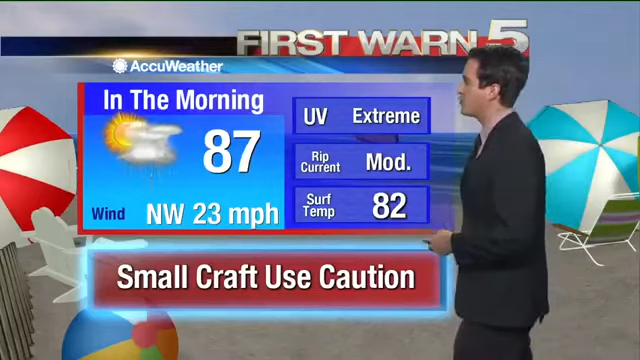 FIRST WARN 5
AccuWeather
In The Morning
87
Wind NW 23 mph
UV Extreme
Rip Current Mod.
Surf Temp 82
Small Craft Use Caution